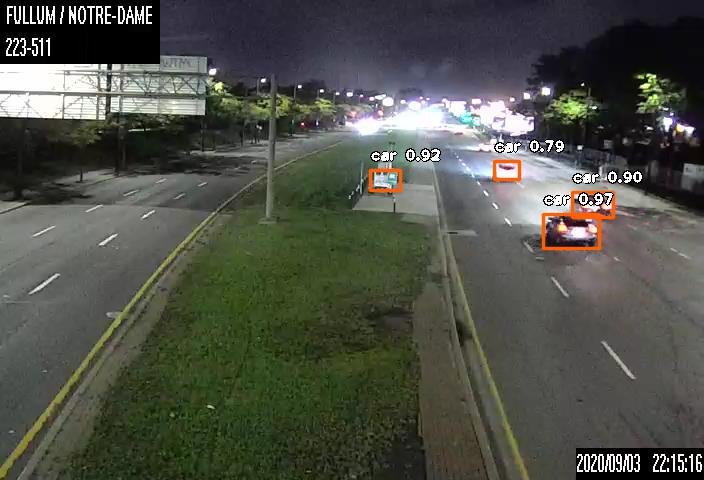 FULLUM / NOTRE-DAME
223-511
car 0.79
car 0.92
car 0.90
car 0.97
2020/09/03 22:15:16